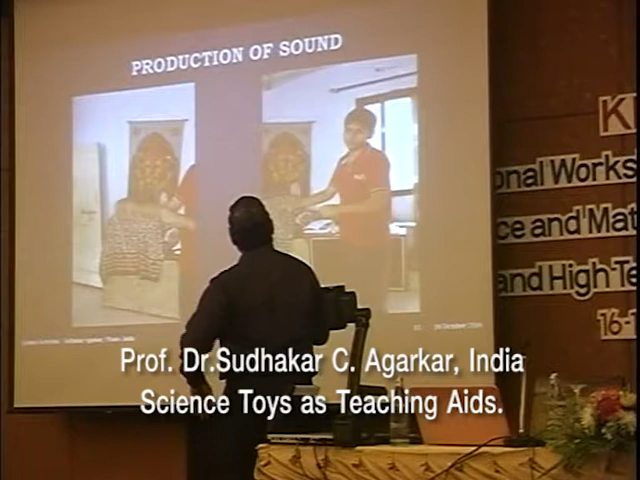 PRODUCTION OF SOUND
K
onal Works
ce and Mat
and High-Te
16-1
Prof. Dr.Sudhakar C. Agarkar, India
Science Toys as Teaching Aids.